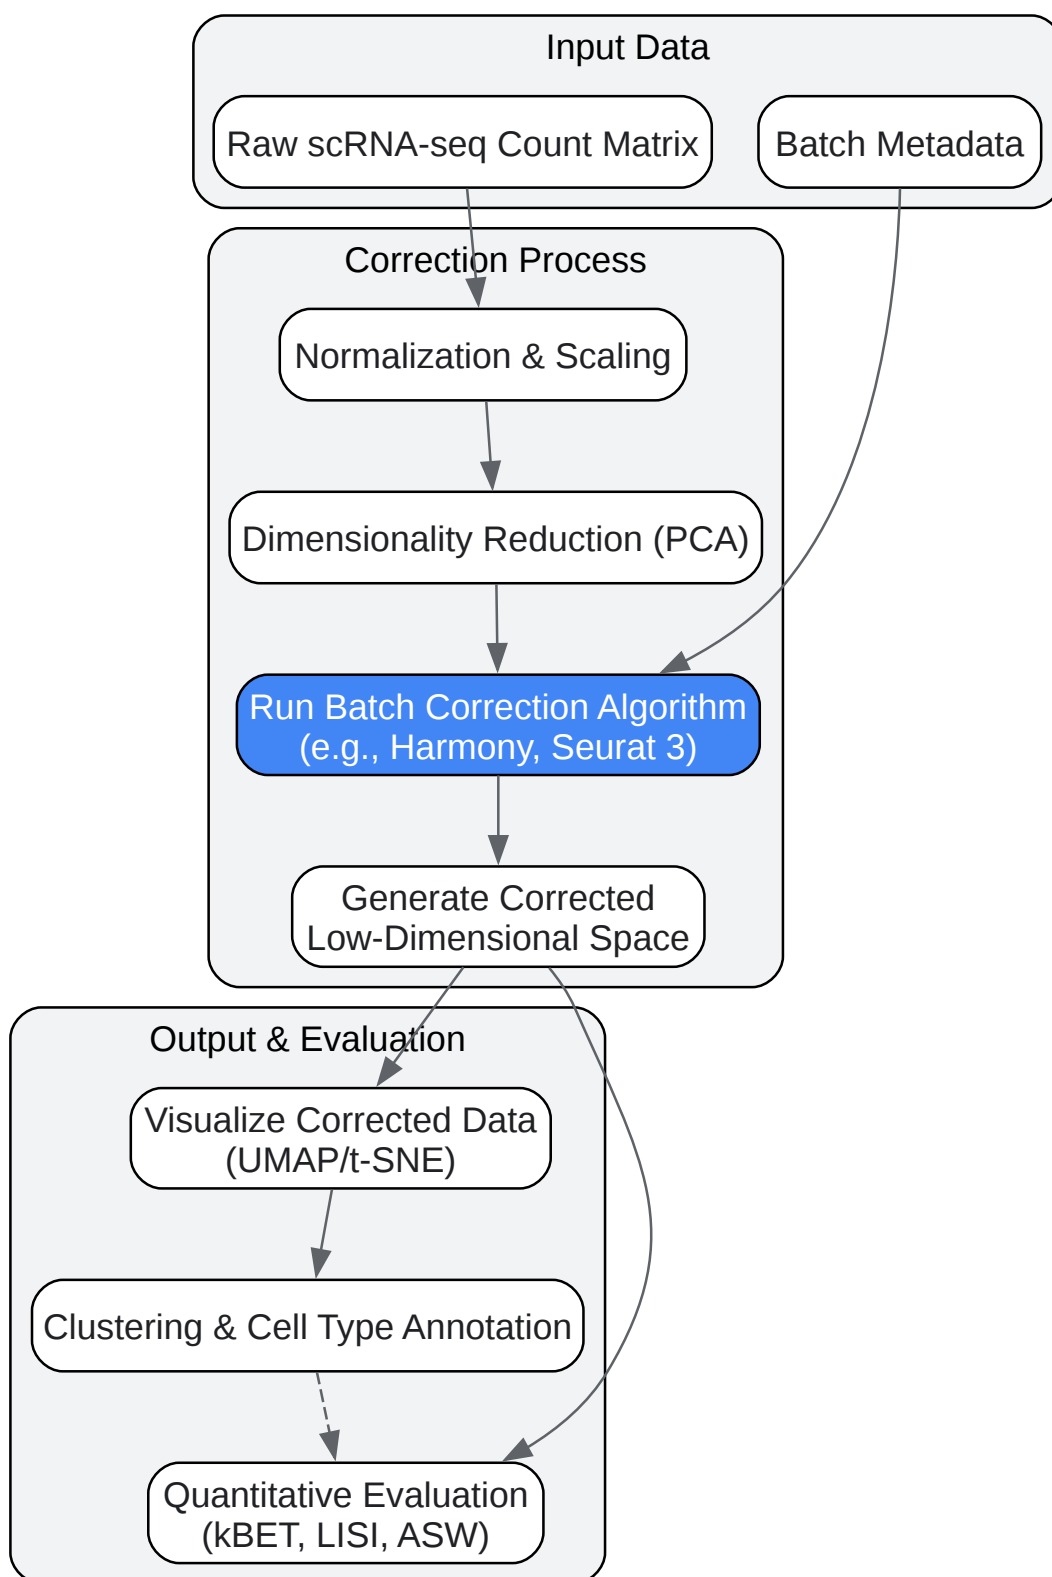 Input Data
Raw scRNA-seq Count Matrix
Batch Metadata
Correction Process
Normalization & Scaling
Dimensionality Reduction (PCA)
Run Batch Correction Algorithm
(e.g., Harmony, Seurat 3)
Generate Corrected
Low-Dimensional Space
Output & Evaluation
Visualize Corrected Data
(UMAP/t-SNE)
Clustering & Cell Type Annotation
Quantitative Evaluation
(kBET, LISI, ASW)